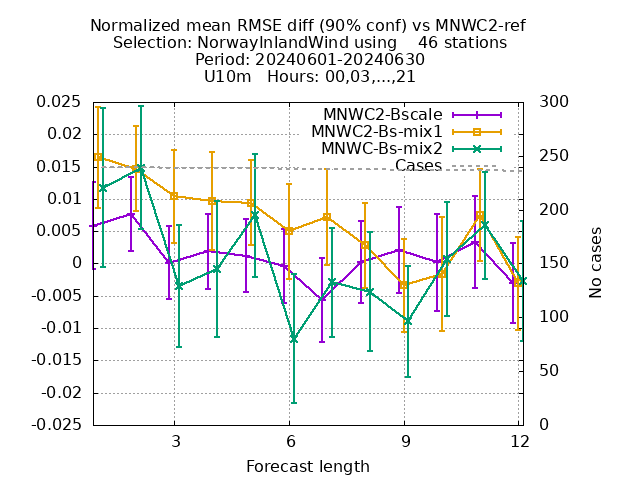 Normalized mean RMSE diff (90% conf) vs MNWC2-ref
Selection: NorwayInlandWind using    46 stations
Period: 20240601-20240630
U10m   Hours: 00,03,...,21
MNWC2-Bscale
MNWC2-Bs-mix1
MNWC-Bs-mix2
Cases
0.025
0.02
0.015
0.01
0.005
0
-0.005
-0.01
-0.015
-0.02
-0.025
300
250
200
150
100
50
0
No cases
3
6
9
12
Forecast length